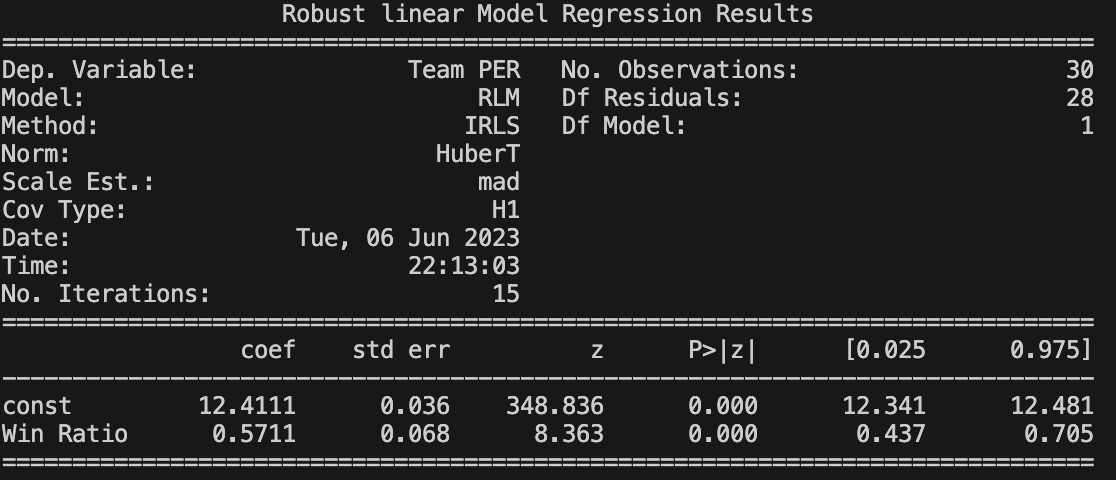 Robust linear Model Regression Results
==============================================================================
Dep. Variable: Team PER No. Observations: 30
Model: RLM Df Residuals: 28
Method: IRLS Df Model: 1
Norm: HuberT
Scale Est.: mad
Cov Type: H1
Date: Tue, 06 Jun 2023
Time: 22:13:03
No. Iterations: 15
==============================================================================
coef std err z P>|z| [0.025 0.975]
------------------------------------------------------------------------------
const 12.4111 0.036 348.836 0.000 12.341 12.481
Win Ratio 0.5711 0.068 8.363 0.000 0.437 0.705
==============================================================================